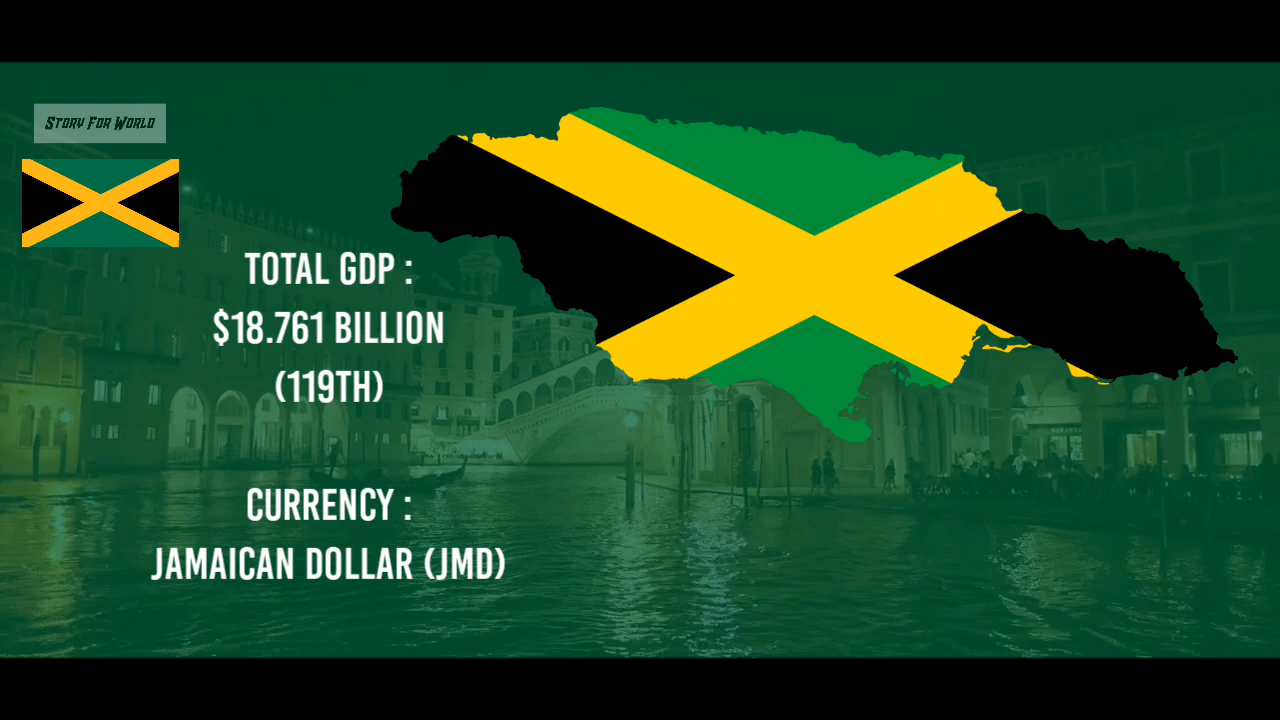 Story For World
TOTAL GDP :
$18.761 BILLION
(119TH)
CURRENCY :
JAMAICAN DOLLAR (JMD)